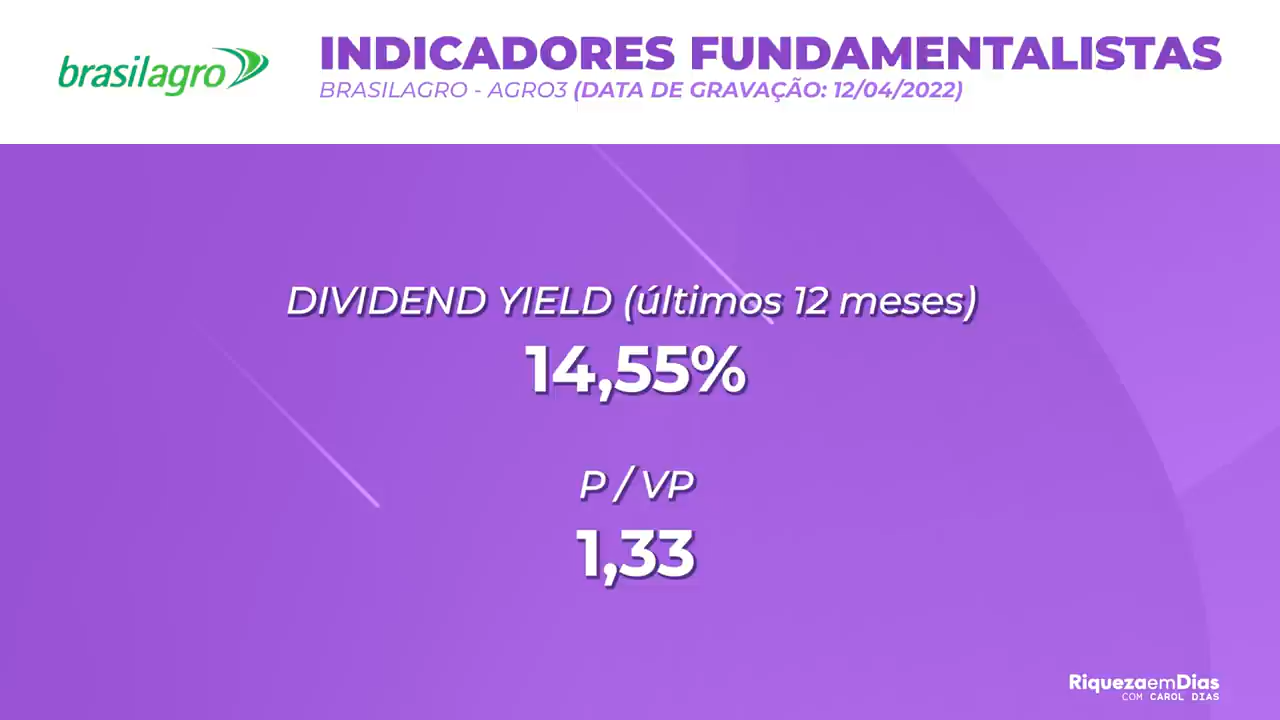 brasilagro
INDICADORES FUNDAMENTALISTAS
BRASILAGRO - AGRO3 (DATA DE GRAVAÇÃO: 12/04/2022)
DIVIDEND YIELD (últimos 12 meses)
14,55%
P / VP
1,33
RiquezaemDias
COM CAROL DIAS